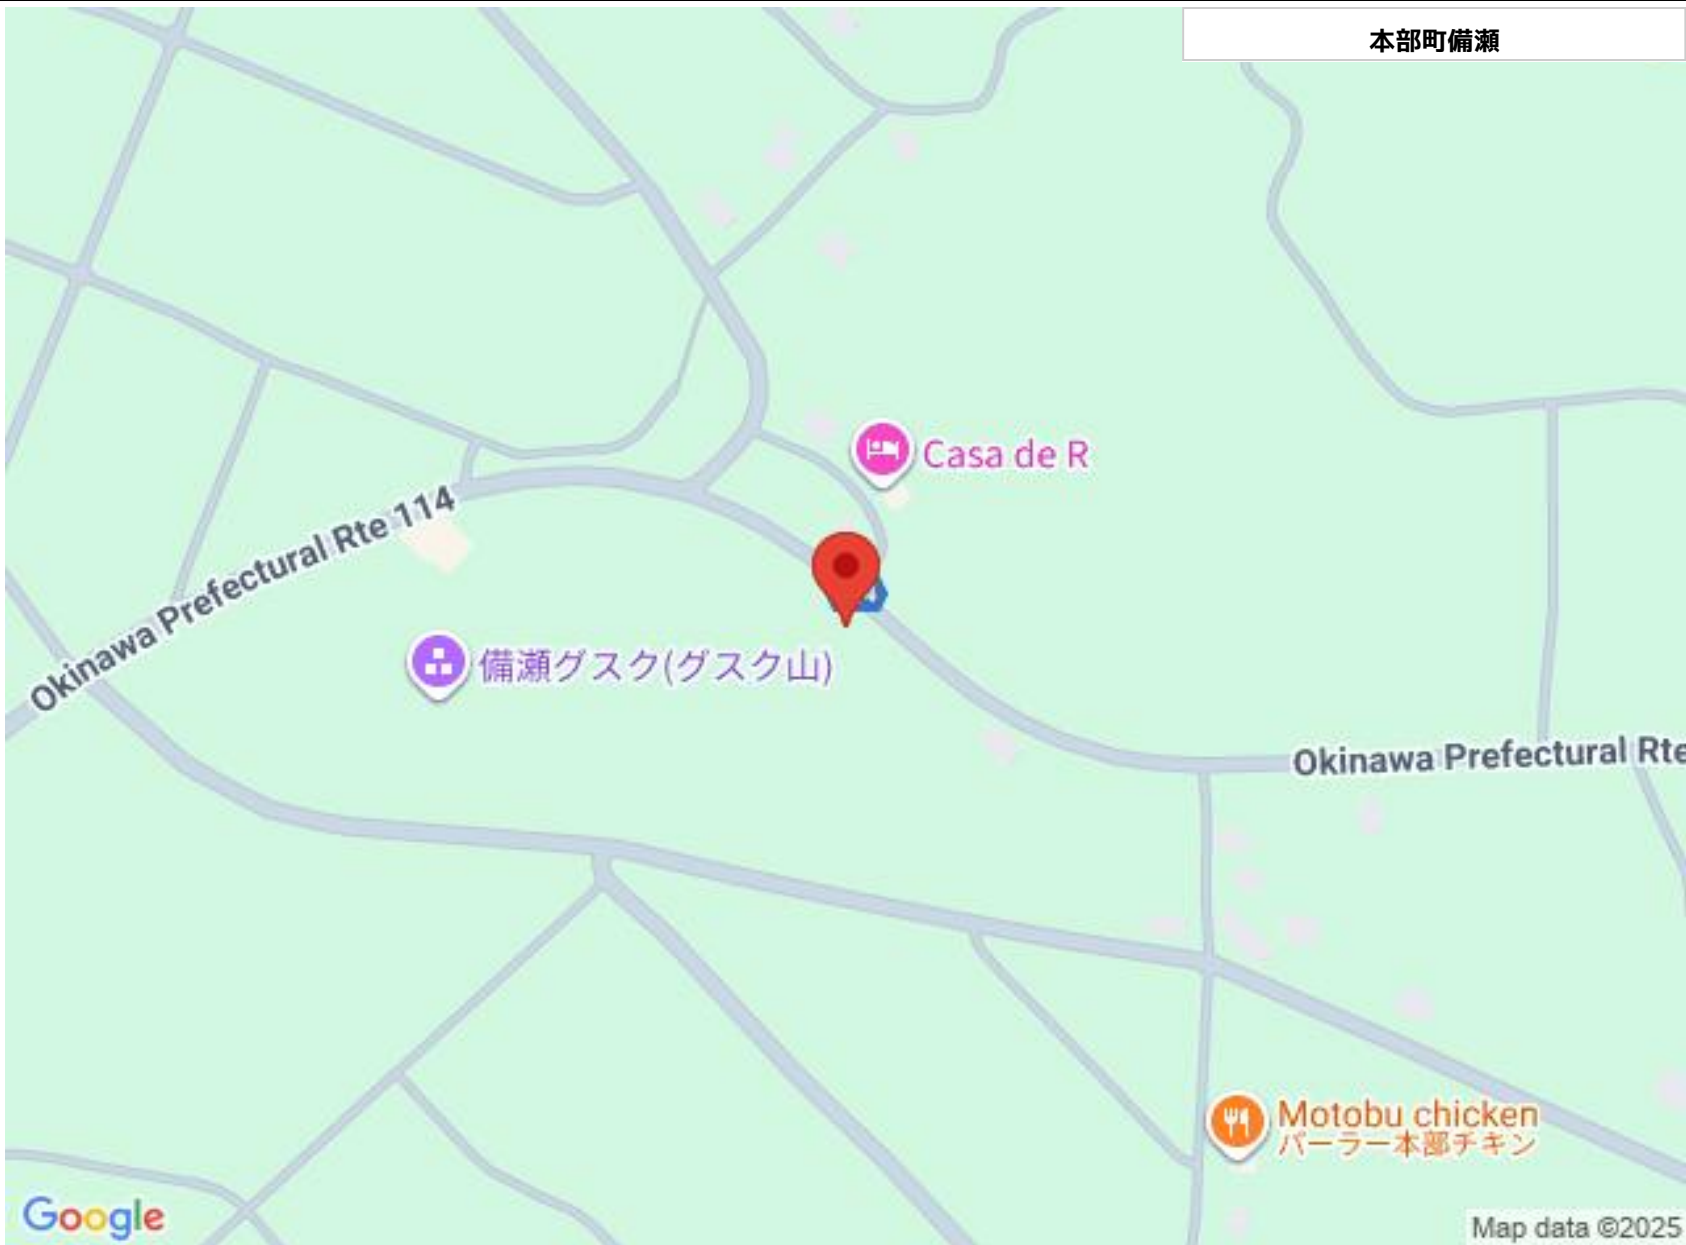 本部町備瀬
Casa de R
Okinawa Prefectural Rte 114
4
備瀬グスク(グスク山)
Okinawa Prefectural Rte
Motobu chicken
パーラー本部チキン
Google
Map data ©2025